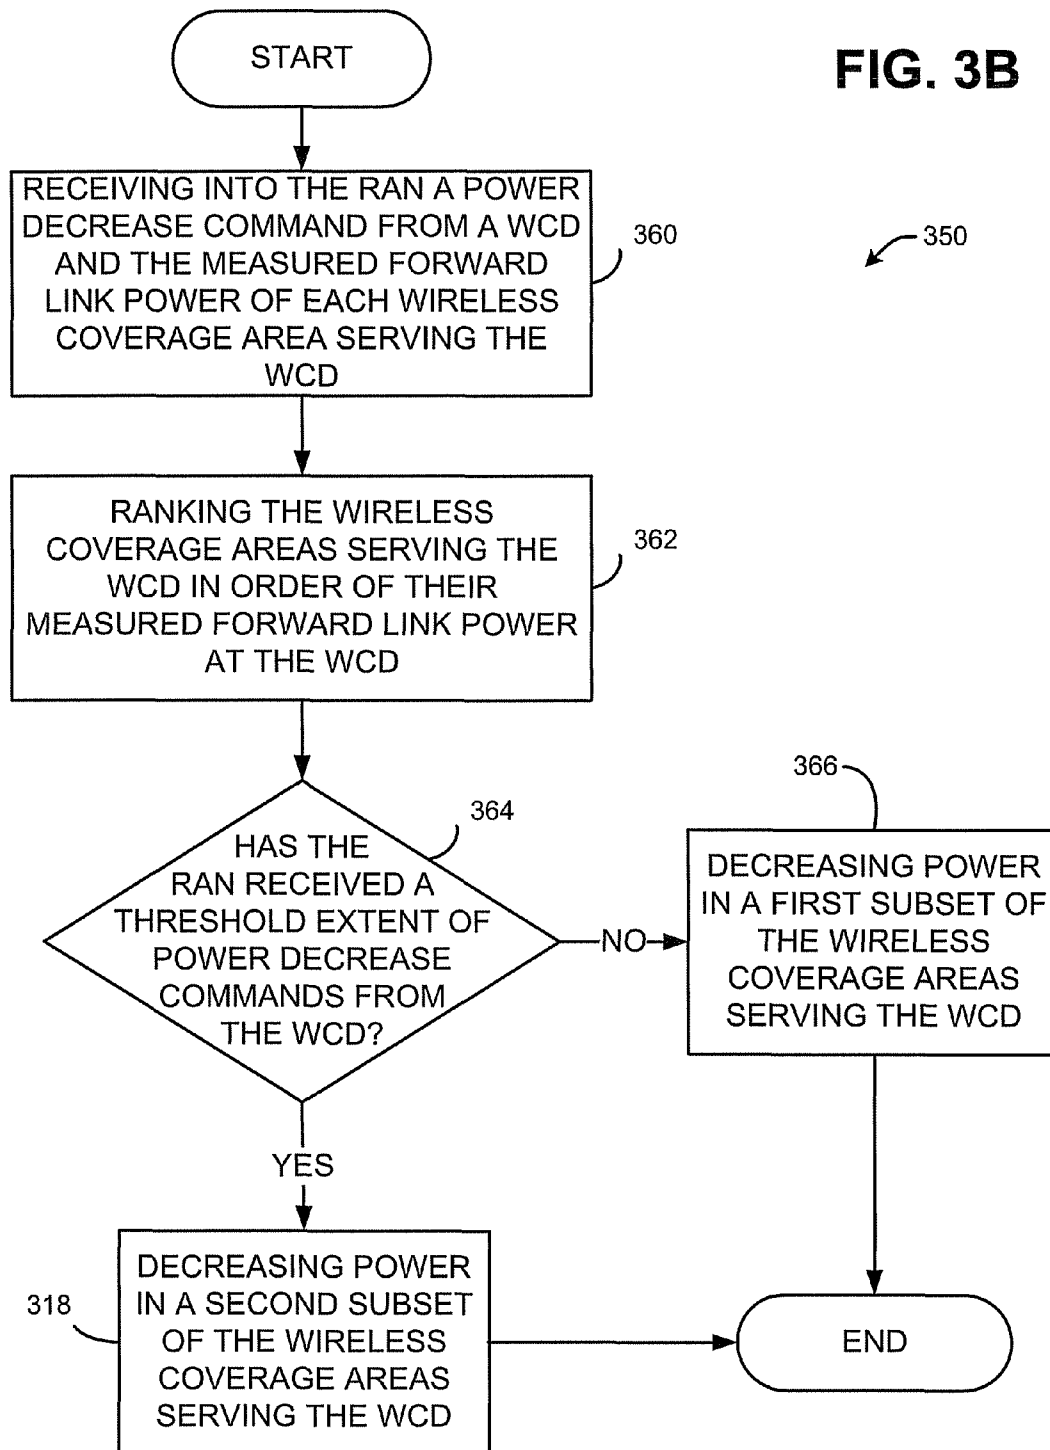 START
FIG. 3B
RECEIVING INTO THE RAN A POWER
DECREASE COMMAND FROM A WCD
AND THE MEASURED FORWARD
LINK POWER OF EACH WIRELESS
COVERAGE AREA SERVING THE
WCD
360
350
RANKING THE WIRELESS
COVERAGE AREAS SERVING THE
WCD IN ORDER OF THEIR
MEASURED FORWARD LINK POWER
AT THE WCD
362
364
HAS THE
RAN RECEIVED A
THRESHOLD EXTENT OF
POWER DECREASE
COMMANDS FROM
THE WCD?
NO
366
DECREASING POWER
IN A FIRST SUBSET OF
THE WIRELESS
COVERAGE AREAS
SERVING THE WCD
YES
318
DECREASING POWER
IN A SECOND SUBSET
OF THE WIRELESS
COVERAGE AREAS
SERVING THE WCD
END